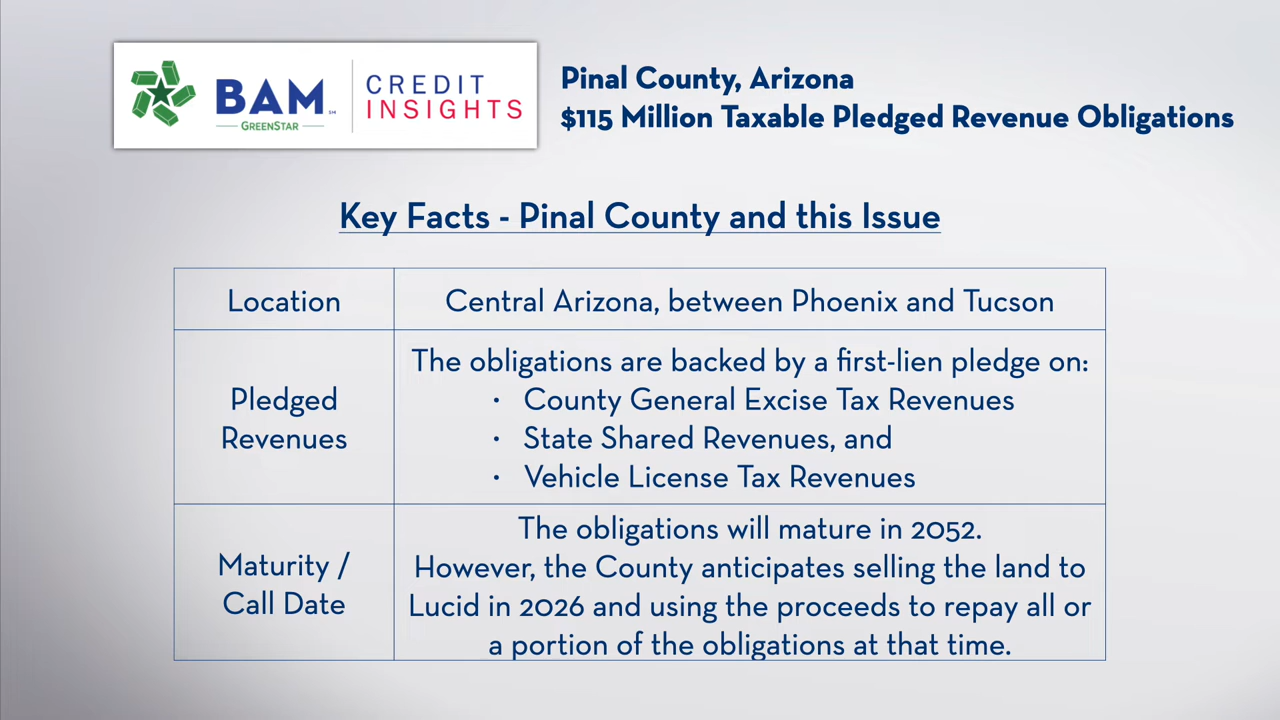 BAM SM
GREENSTAR
CREDIT
INSIGHTS
Pinal County, Arizona
$115 Million Taxable Pledged Revenue Obligations
Key Facts - Pinal County and this Issue
Location
Central Arizona, between Phoenix and Tucson
Pledged
Revenues
The obligations are backed by a first-lien pledge on:
• County General Excise Tax Revenues
• State Shared Revenues, and
• Vehicle License Tax Revenues
Maturity /
Call Date
The obligations will mature in 2052.
However, the County anticipates selling the land to
Lucid in 2026 and using the proceeds to repay all or
a portion of the obligations at that time.